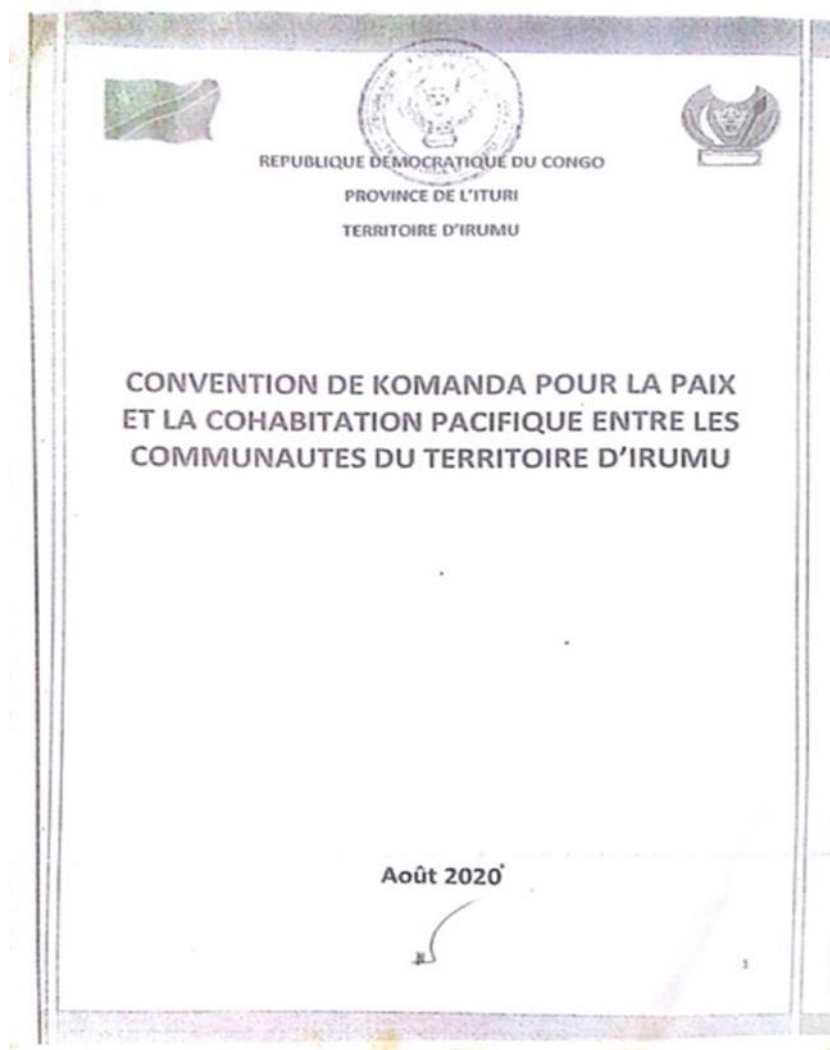 REPUBLIQUE DEMOCRATIQUE DU CONGO
PROVINCE DE L'ITURI
TERRITOIRE D'IRUMU
CONVENTION DE KOMANDA POUR LA PAIX
ET LA COHABITATION PACIFIQUE ENTRE LES
COMMUNAUTES DU TERRITOIRE D'IRUMU
Août 2020